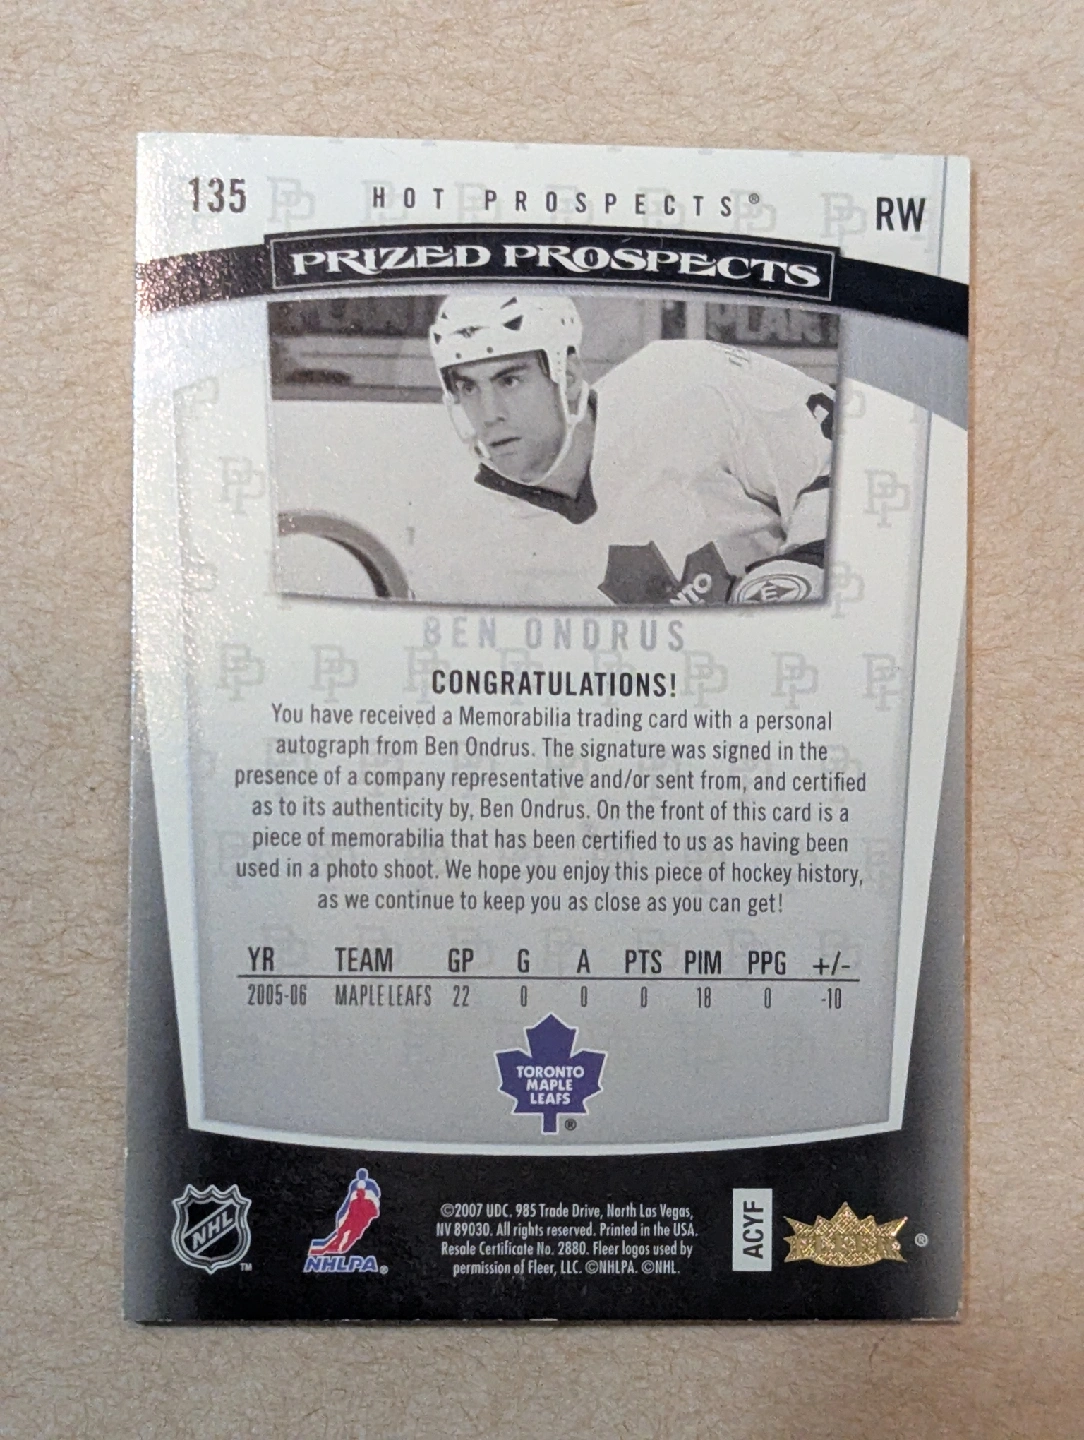 135
HOT PROSPECTS®
RW
PRIZED PROSPECTS
BEN ONDRUS
CONGRATULATIONS!
You have received a Memorabilia trading card with a personal
autograph from Ben Ondrus. The signature was signed in the
presence of a company representative and/or sent from, and certified
as to its authenticity by, Ben Ondrus. On the front of this card is a
piece of memorabilia that has been certified to us as having been
used in a photo shoot. We hope you enjoy this piece of hockey history,
as we continue to keep you as close as you can get!
YR TEAM GP G A PTS PIM PPG +/-
2005-06 MAPLE LEAFS 22 0 0 0 18 0 -10
TORONTO
MAPLE
LEAFS
®
NHL
™
NHLPA®
©2007 UDC. 985 Trade Drive, North Las Vegas,
NV 89030. All rights reserved. Printed in the USA.
Resale Certificate No. 2880. Fleer logos used by
permission of Fleer, LLC. ©NHLPA. ©NHL.
ACYF
FLEER®